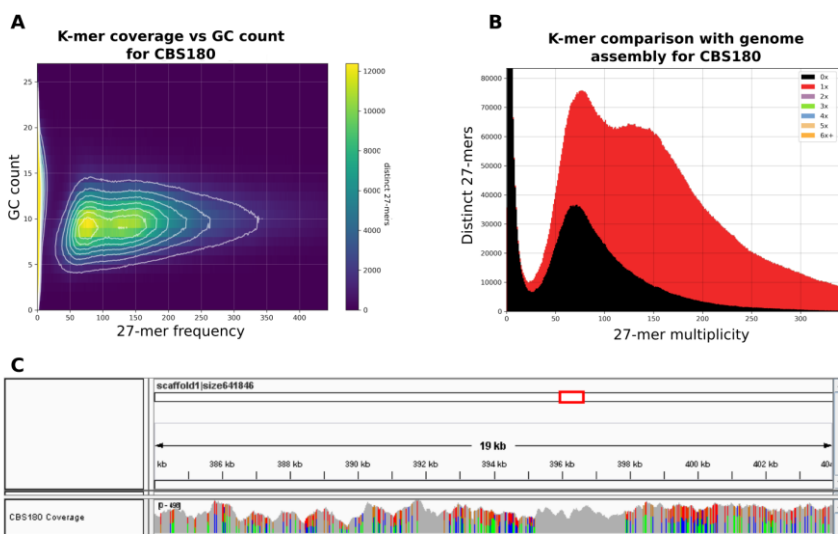 A
K-mer coverage vs GC count
for CBS180
25
20
15
10
5
0
GC count
0 50 100 150 200 250 300 350 400
27-mer frequency
12000
10000
8000
6000
4000
2000
0
distinct 27-mers
B
K-mer comparison with genome
assembly for CBS180
80000
70000
60000
50000
40000
30000
20000
10000
0
Distinct 27-mers
0 50 100 150 200 250 300
27-mer multiplicity
0x
1x
2x
3x
4x
5x
6x+
C
scaffold1|size641846
19 kb
kb 386 kb 388 kb 390 kb 392 kb 394 kb 396 kb 398 kb 400 kb 402 kb 404
CBS180 Coverage